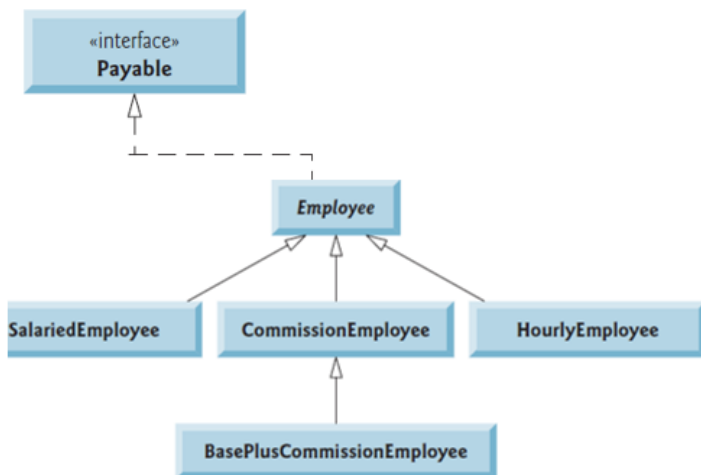 «interface»
Payable
Employee
SalariedEmployee
CommissionEmployee
HourlyEmployee
BasePlusCommissionEmployee